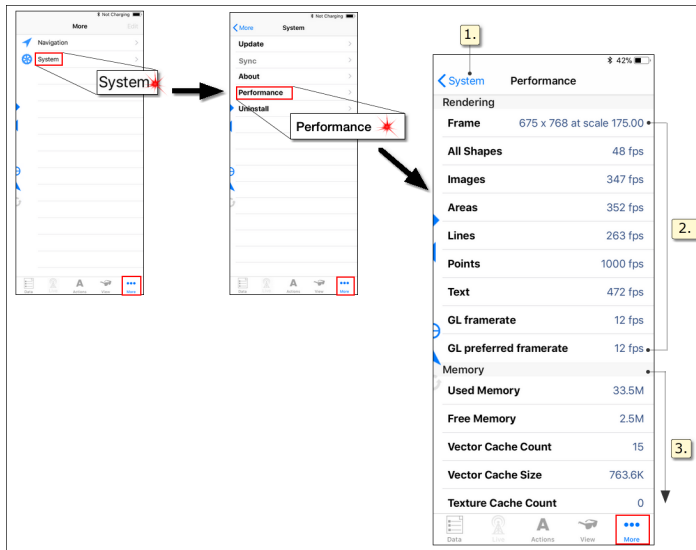 Not Charging
More
Edit
Navigation
System
System
Data
Live
Actions
View
More
Not Charging
More System
Update
Sync
About
Performance
Uninstall
Performance
Data
Live
Actions
View
More
1.
42%
System Performance
Rendering
Frame 675 x 768 at scale 175.00
All Shapes 48 fps
Images 347 fps
Areas 352 fps
Lines 263 fps
Points 1000 fps
Text 472 fps
GL framerate 12 fps
GL preferred framerate 12 fps
2.
Memory
Used Memory 33.5M
Free Memory 2.5M
Vector Cache Count 15
3.
Vector Cache Size 763.6K
Texture Cache Count 0
Data
Live
Actions
View
More